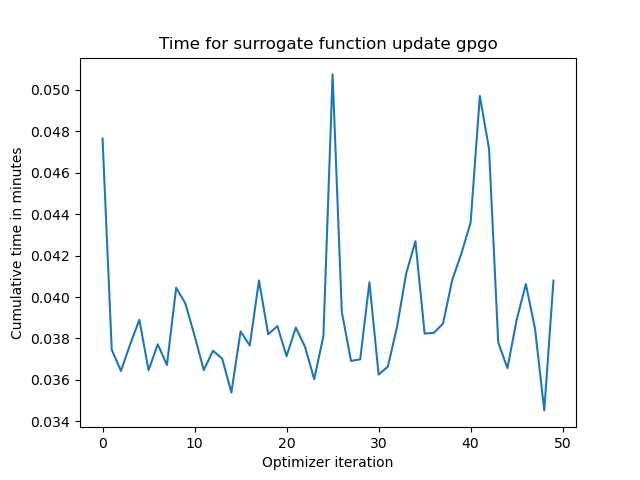 Time for surrogate function update gpgo
0.050
0.048
0.046
0.044
0.042
0.040
0.038
0.036
0.034
Cumulative time in minutes
0 10 20 30 40 50
Optimizer iteration